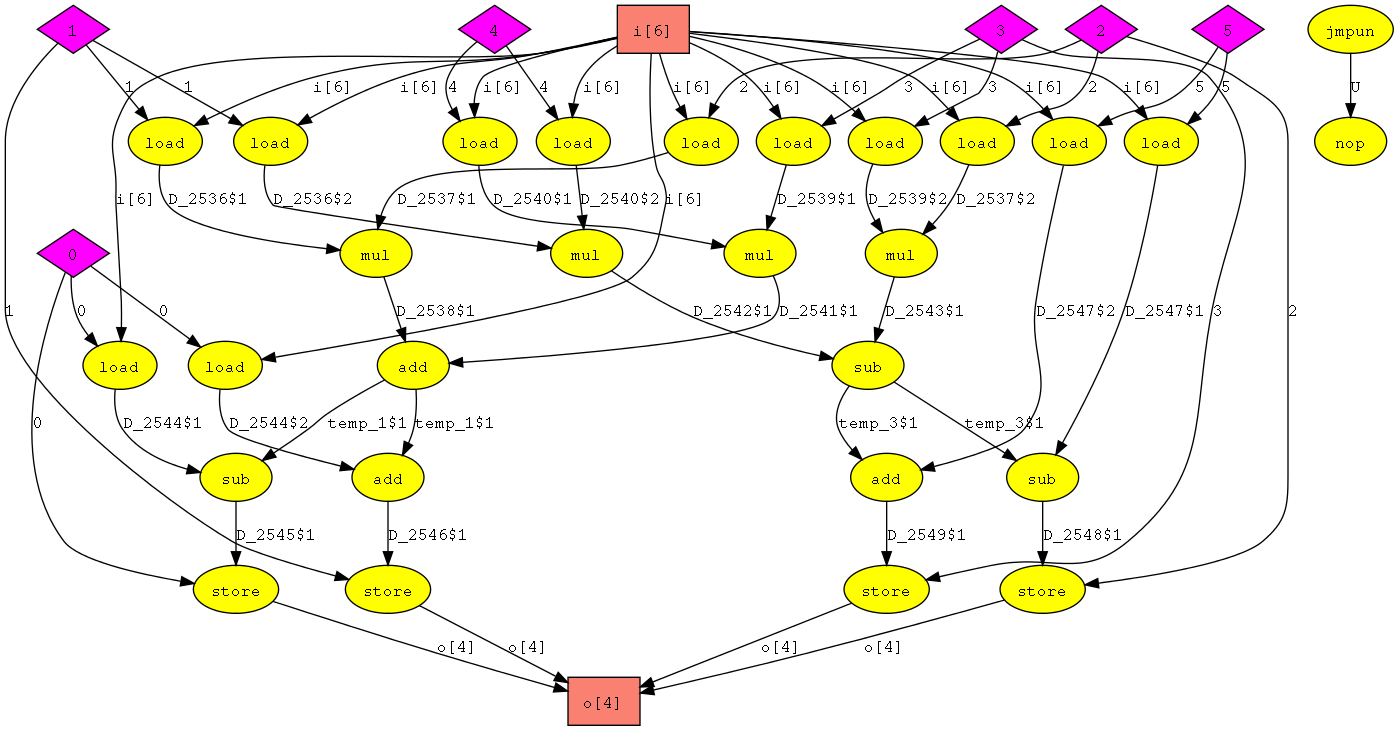 1
4
i[6]
3
2
5
jmpun
1
1
i[6]
i[6]
4
i[6]
4
i[6]
i[6]
2
i[6]
3
i[6]
3
i[6]
2
i[6]
5
i[6]
5
U
load
load
load
load
load
load
load
load
load
load
nop
i[6]
D_2536$1
D_2536$2
D_2537$1
D_2540$1
D_2540$2
i[6]
D_2539$1
D_2539$2
D_2537$2
0
mul
mul
mul
mul
1
0
0
D_2538$1
D_2542$1
D_2541$1
D_2543$1
D_2547$2
D_2547$1
3
2
load
load
add
sub
0
D_2544$1
D_2544$2
temp_1$1
temp_1$1
temp_3$1
temp_3$1
sub
add
add
sub
D_2545$1
D_2546$1
D_2549$1
D_2548$1
store
store
store
store
o[4]
o[4]
o[4]
o[4]
o[4]